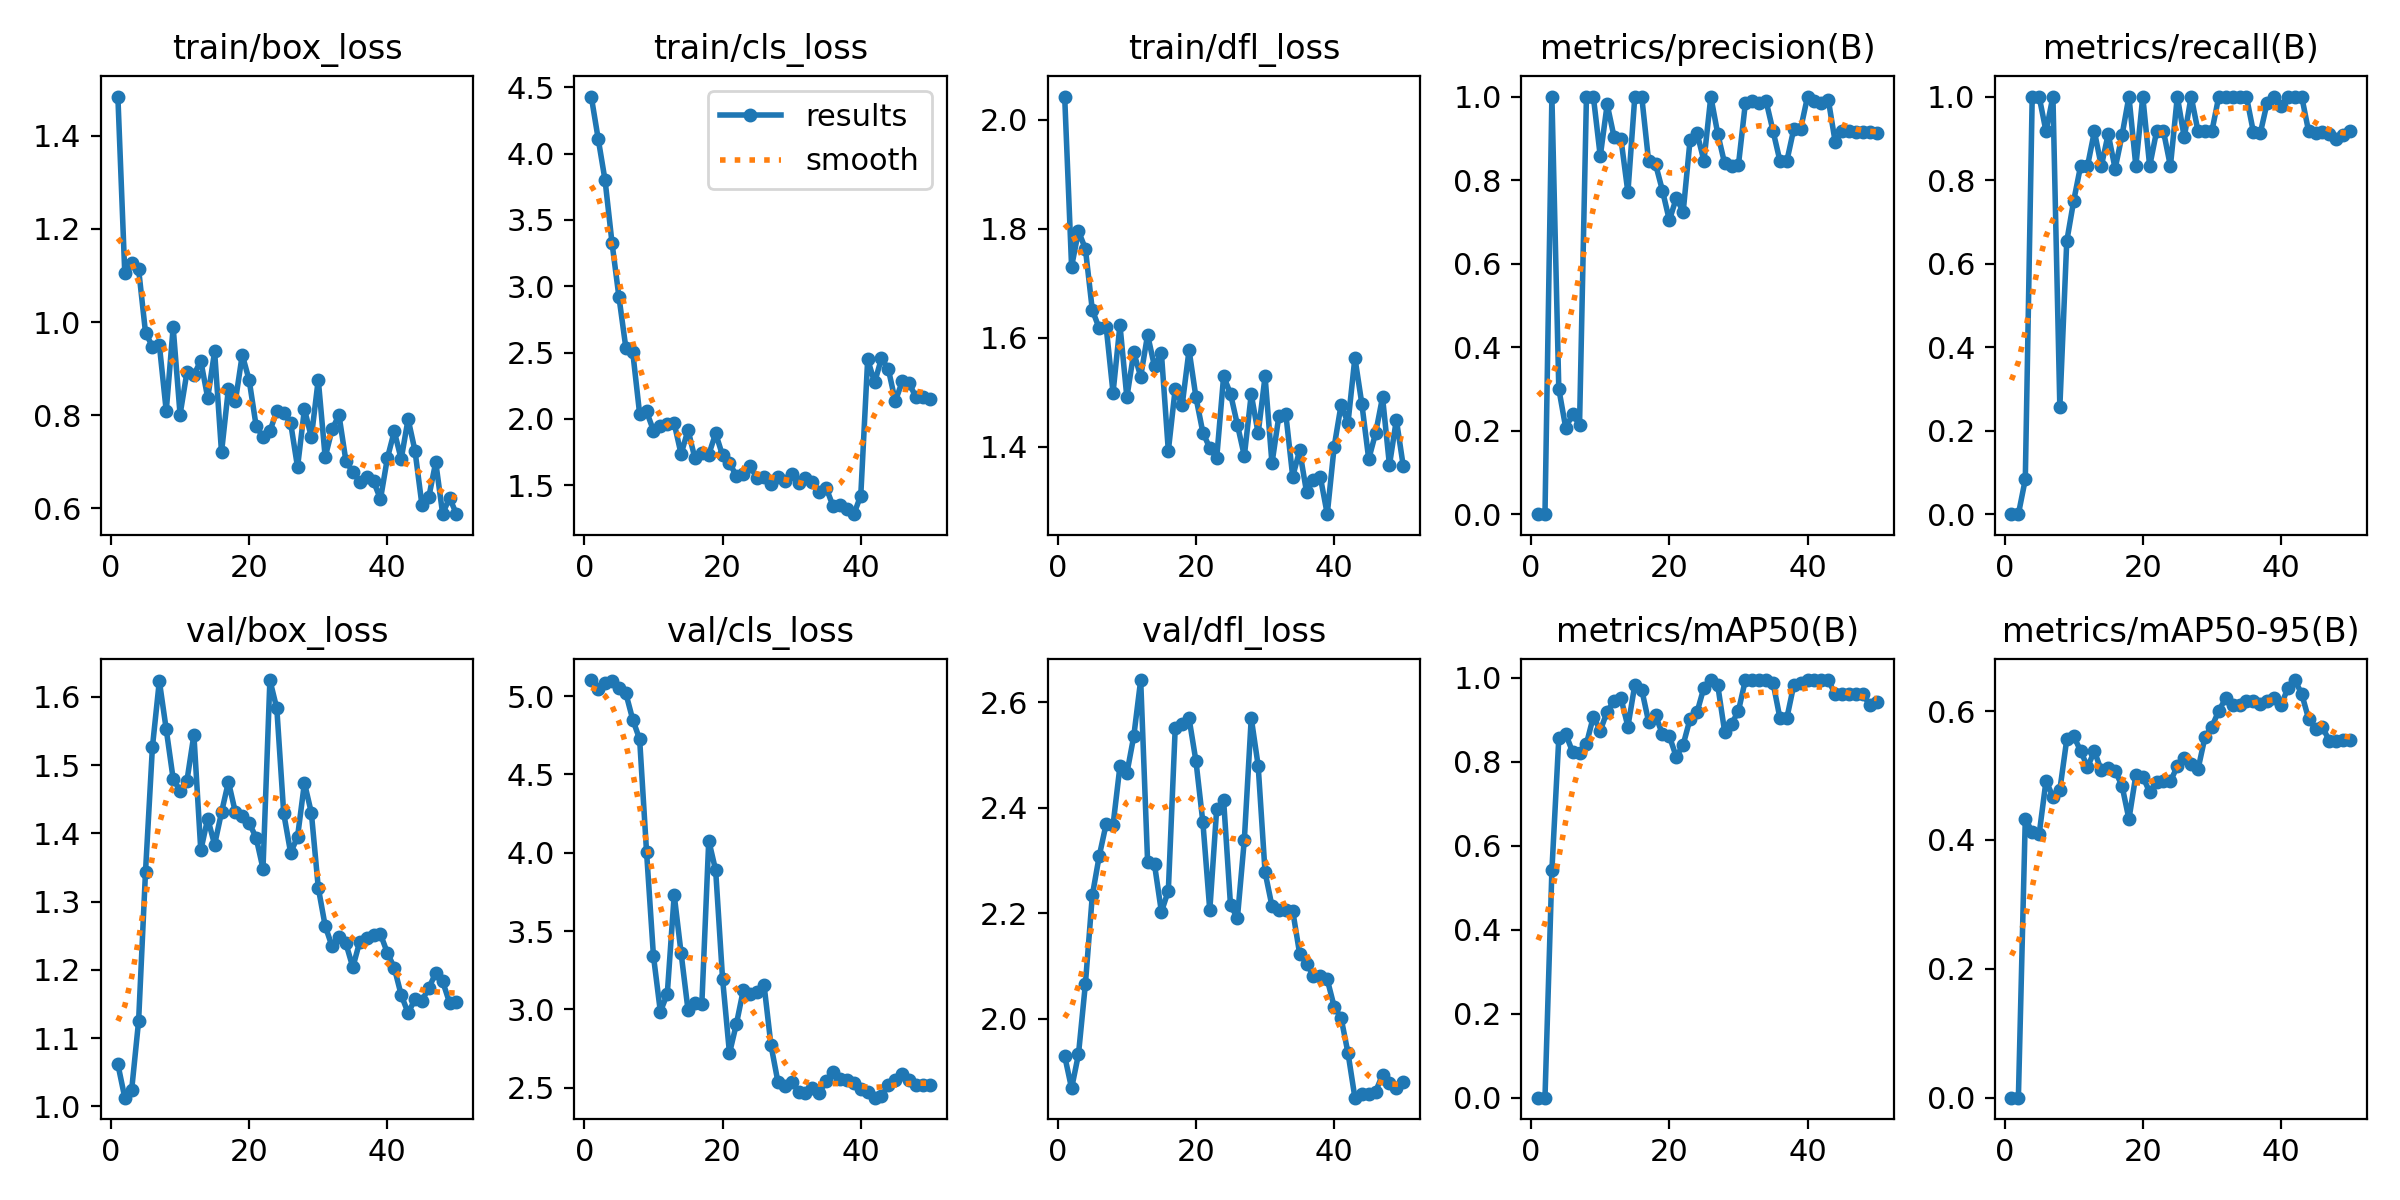 train/box_loss
1.4
1.2
1.0
0.8
0.6
0 20 40
train/cls_loss
results
smooth
4.5
4.0
3.5
3.0
2.5
2.0
1.5
0 20 40
train/dfl_loss
2.0
1.8
1.6
1.4
0 20 40
metrics/precision(B)
1.0
0.8
0.6
0.4
0.2
0.0
0 20 40
metrics/recall(B)
1.0
0.8
0.6
0.4
0.2
0.0
0 20 40
val/box_loss
1.6
1.5
1.4
1.3
1.2
1.1
1.0
0 20 40
val/cls_loss
5.0
4.5
4.0
3.5
3.0
2.5
0 20 40
val/dfl_loss
2.6
2.4
2.2
2.0
0 20 40
metrics/mAP50(B)
1.0
0.8
0.6
0.4
0.2
0.0
0 20 40
metrics/mAP50-95(B)
0.6
0.4
0.2
0.0
0 20 40